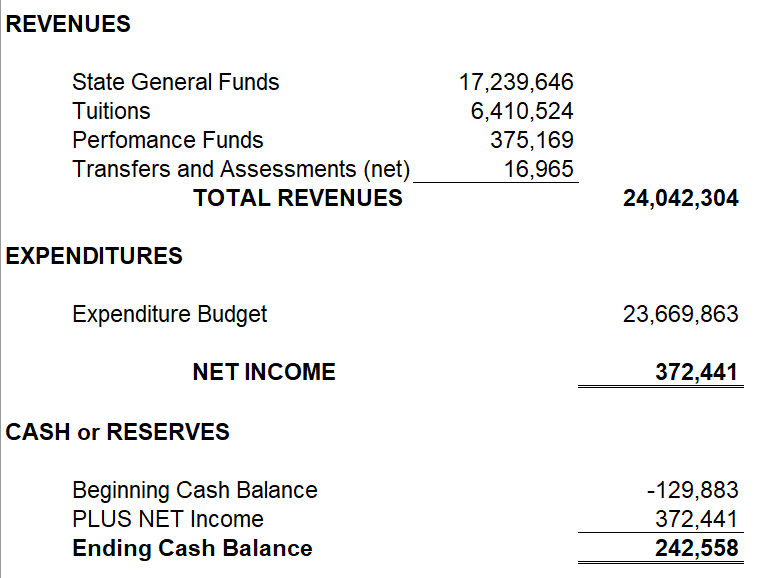 REVENUES
State General Funds 17,239,646
Tuitions 6,410,524
Perfomance Funds 375,169
Transfers and Assessments (net) 16,965
TOTAL REVENUES 24,042,304
EXPENDITURES
Expenditure Budget 23,669,863
NET INCOME 372,441
CASH or RESERVES
Beginning Cash Balance -129,883
PLUS NET Income 372,441
Ending Cash Balance 242,558